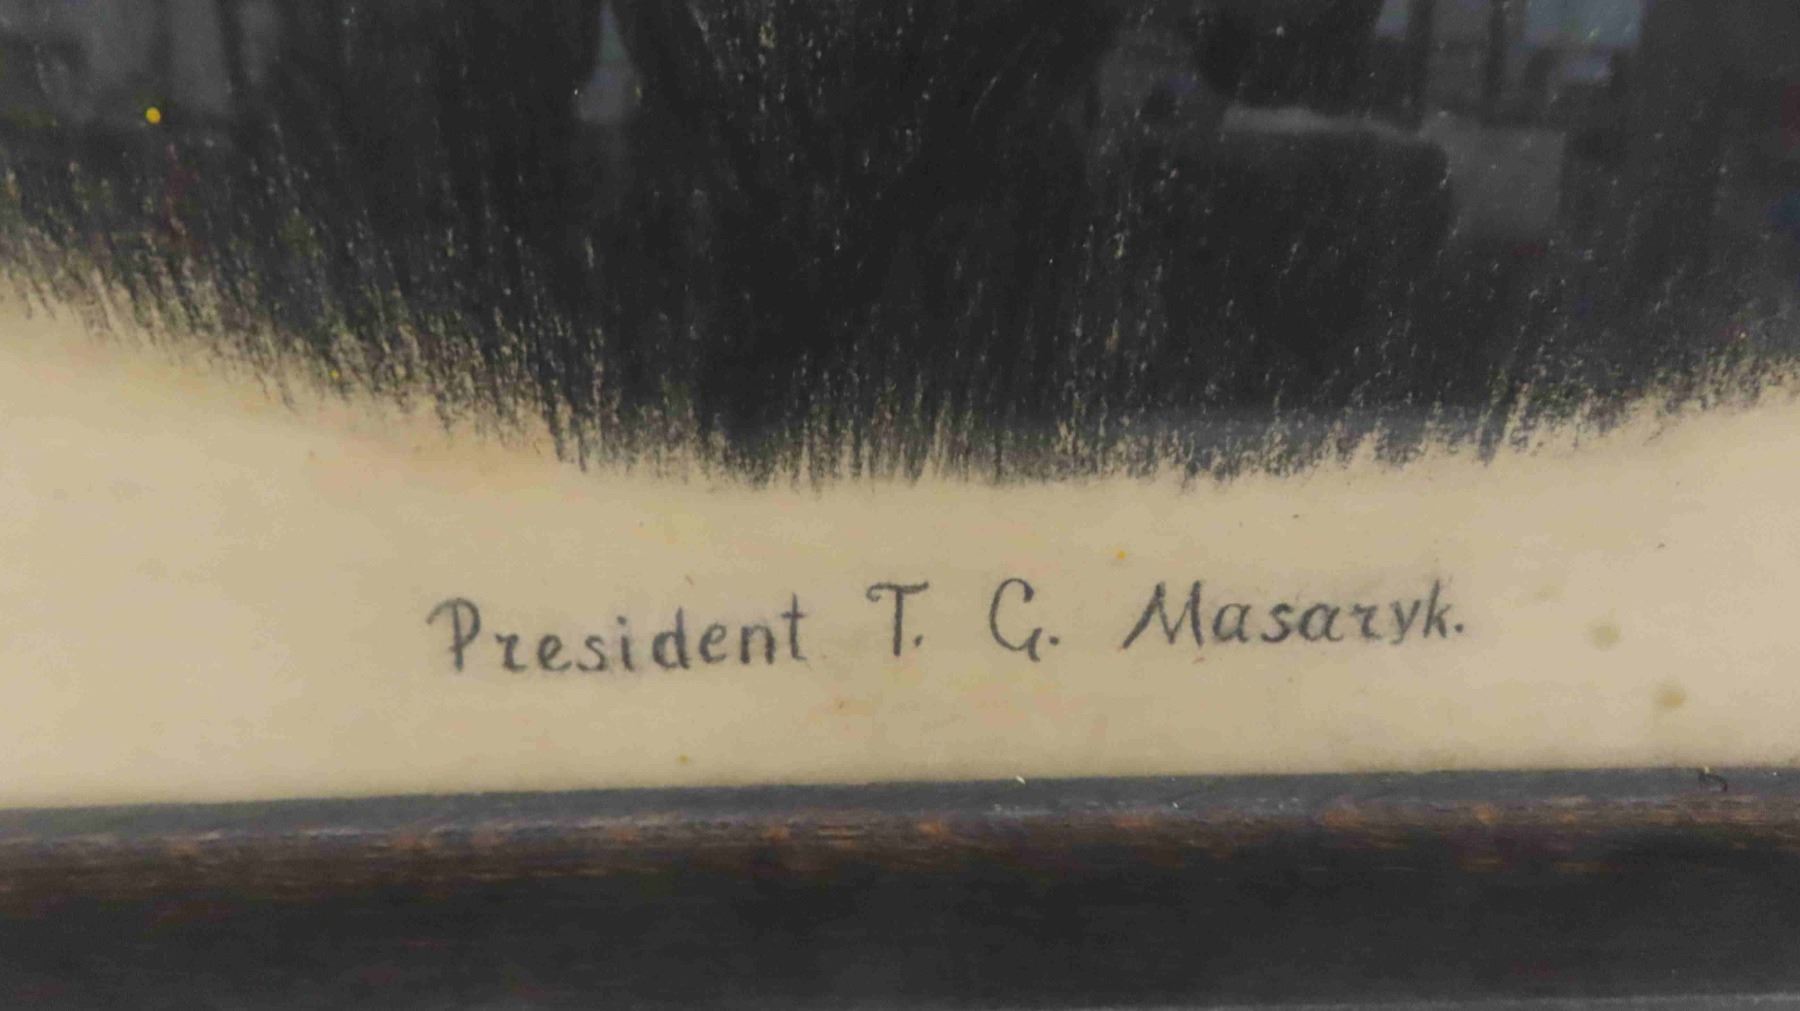 President T. G. Masaryk.